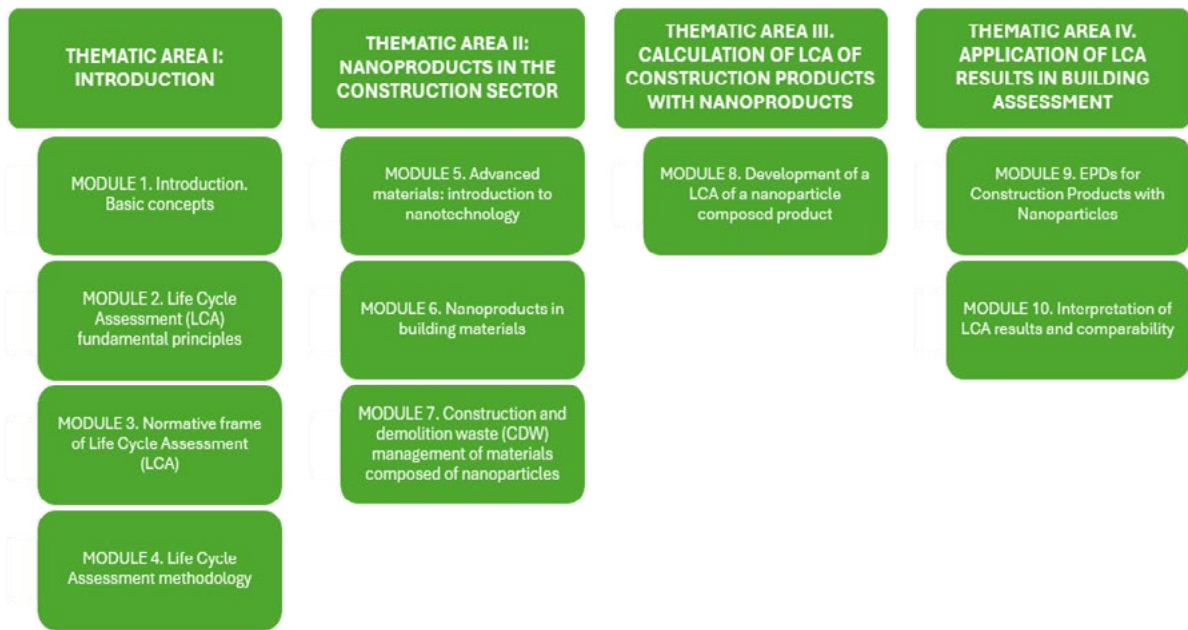 THEMATIC AREA I:
INTRODUCTION
MODULE 1. Introduction.
Basic concepts
MODULE 2. Life Cycle
Assessment (LCA)
fundamental principles
MODULE 3. Normative frame
of Life Cycle Assessment
(LCA)
MODULE 4. Life Cycle
Assessment methodology
THEMATIC AREA II:
NANOPRODUCTS IN THE
CONSTRUCTION SECTOR
MODULE 5. Advanced
materials: introduction to
nanotechnology
MODULE 6. Nanoproducts in
building materials
MODULE 7. Construction and
demolition waste (CDW)
management of materials
composed of nanoparticles
THEMATIC AREA III.
CALCULATION OF LCA OF
CONSTRUCTION PRODUCTS
WITH NANOPRODUCTS
MODULE 8. Development of a
LCA of a nanoparticle
composed product
THEMATIC AREA IV.
APPLICATION OF LCA
RESULTS IN BUILDING
ASSESSMENT
MODULE 9. EPDs for
Construction Products with
Nanoparticles
MODULE 10. Interpretation of
LCA results and comparability